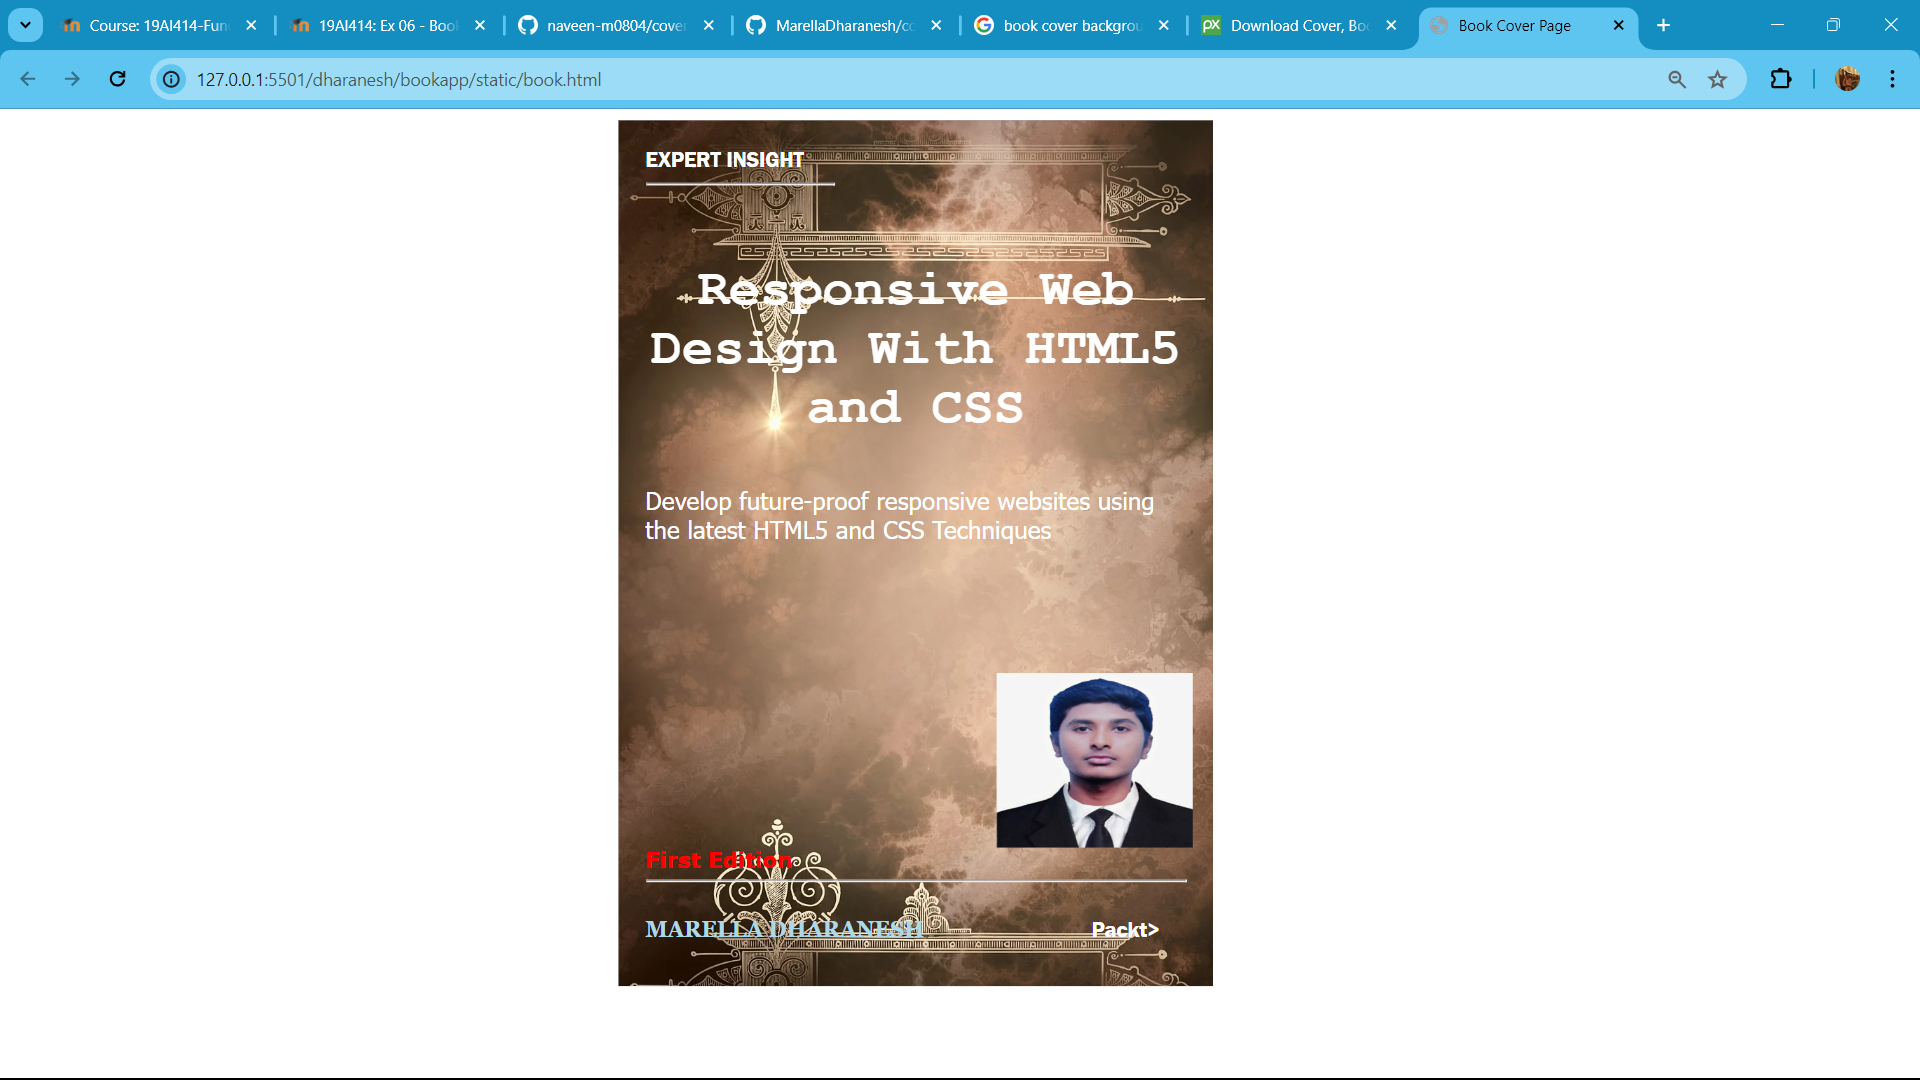 Course: 19AI414-Fun
19AI414: Ex 06 - Boo
naveen-m0804/cover
MarellaDharanesh/co
book cover backgrou
Download Cover, Bo
Book Cover Page
127.0.0.1:5501/dharanesh/bookapp/static/book.html
EXPERT INSIGHT
Responsive Web
Design With HTML5
and CSS
Develop future-proof responsive websites using
the latest HTML5 and CSS Techniques
First Edition
MARELLA DHARANESH
Packt>